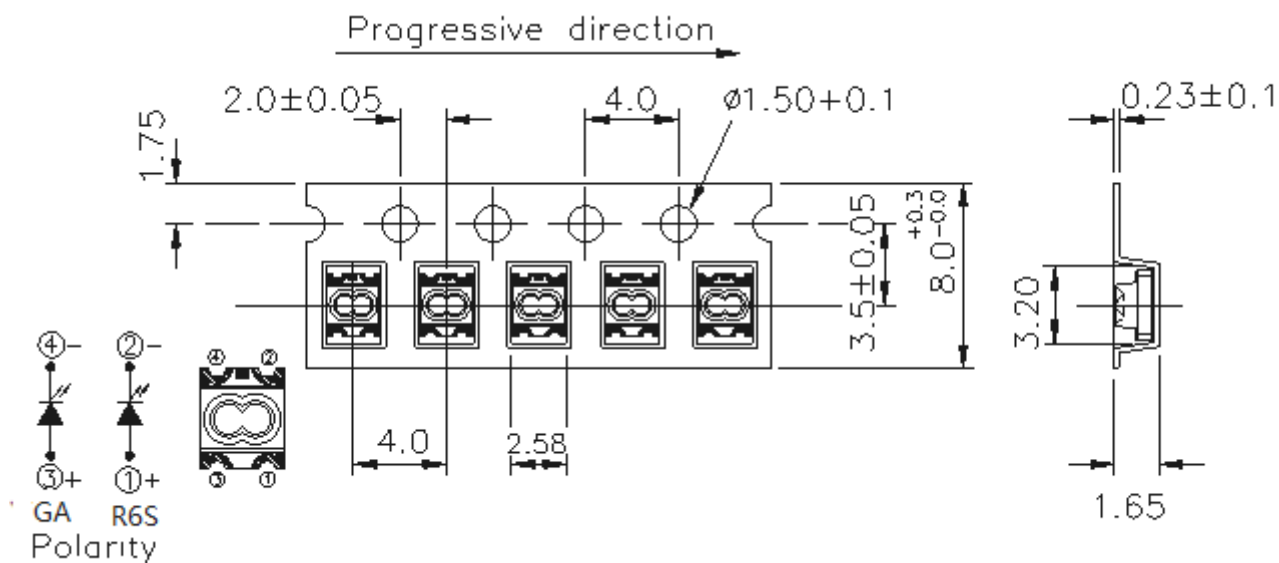 Progressive direction
2.0±0.05
4.0
ø1.50+0.1
0.23±0.1
1.75
3.5±0.05
8.0 +0.3 -0.0
3.20
④- ②-
④ ②
4.0
2.58
③+ ①+
③ ①
1.65
GA R6S
Polarity